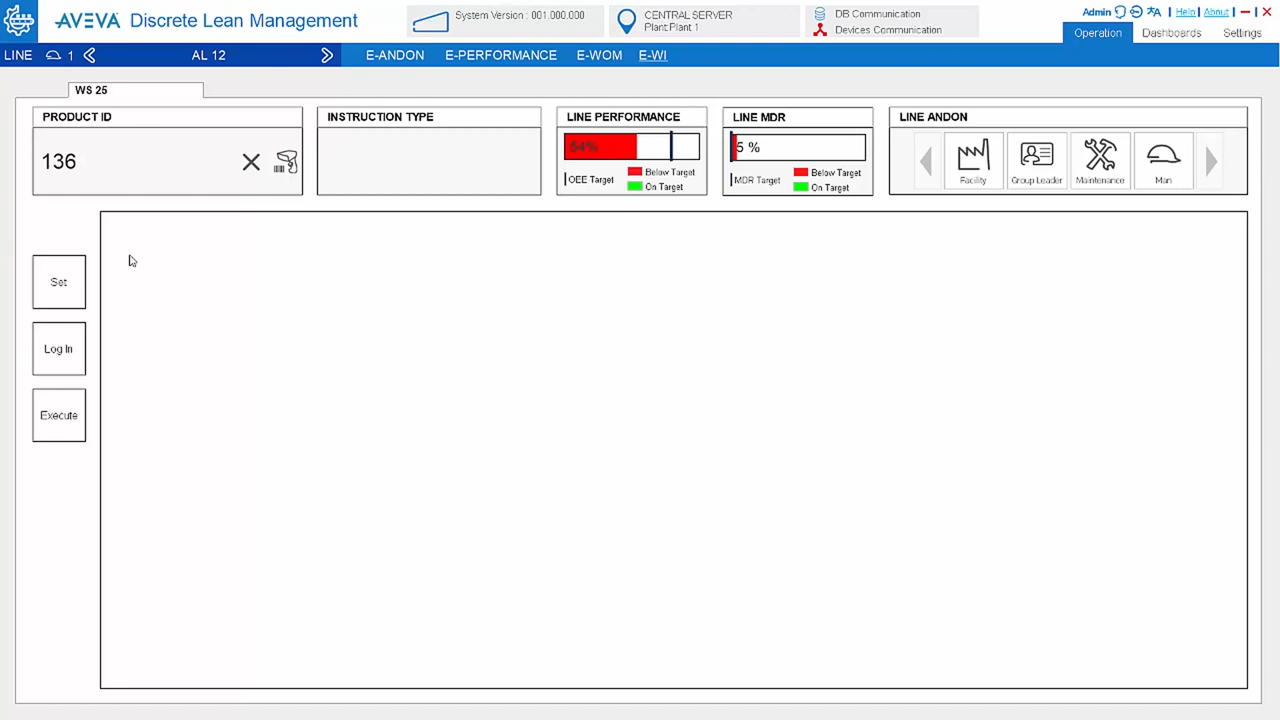 AVEVA Discrete Lean Management
System Version : 001.000.000
CENTRAL SERVER
Plant Plant 1
DB Communication
Devices Communication
Admin | Help | About
Operation Dashboards Settings
LINE 1 AL 12 E-ANDON E-PERFORMANCE E-WOM E-WI
WS 25
PRODUCT ID
136
INSTRUCTION TYPE
LINE PERFORMANCE
54%
OEE Target
Below Target
On Target
LINE MDR
5 %
MDR Target
Below Target
On Target
LINE ANDON
Facility Group Leader Maintenance Man
Set
Log In
Execute